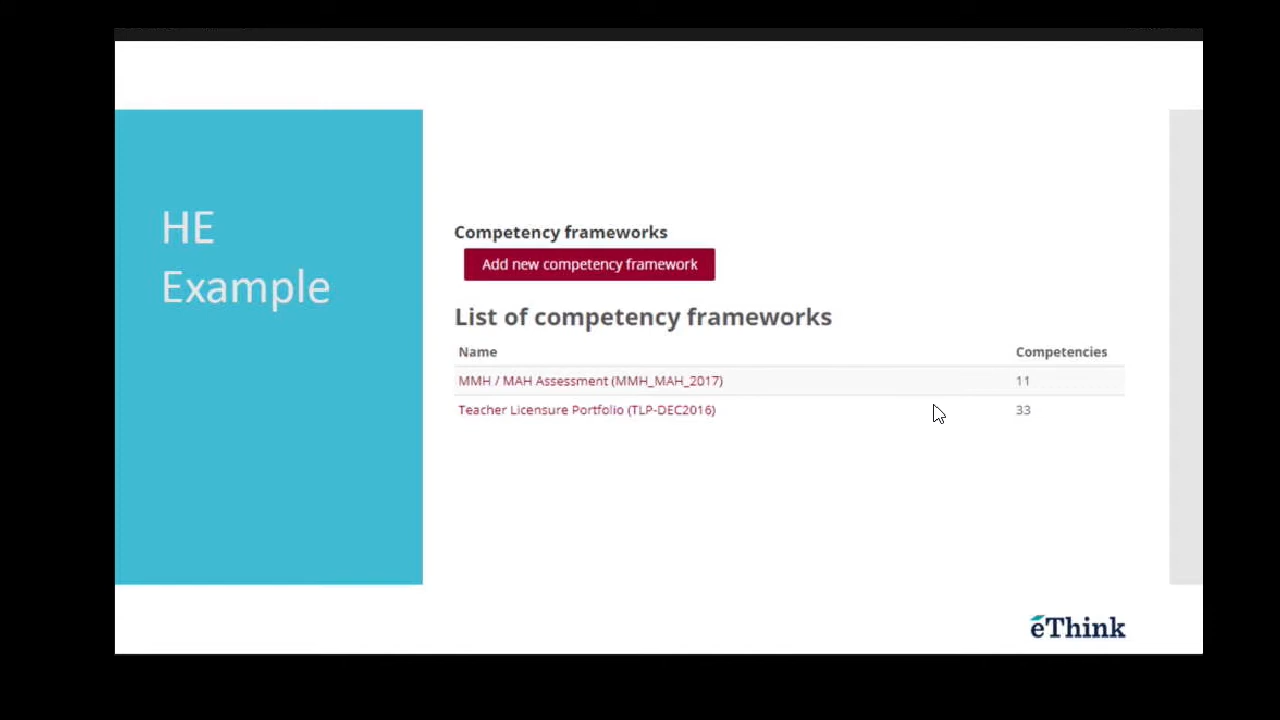 HE
Example
Competency frameworks
Add new competency framework
List of competency frameworks
Name Competencies
MMH / MAH Assessment (MMH_MAH_2017) 11
Teacher Licensure Portfolio (TLP-DEC2016) 33
eThink